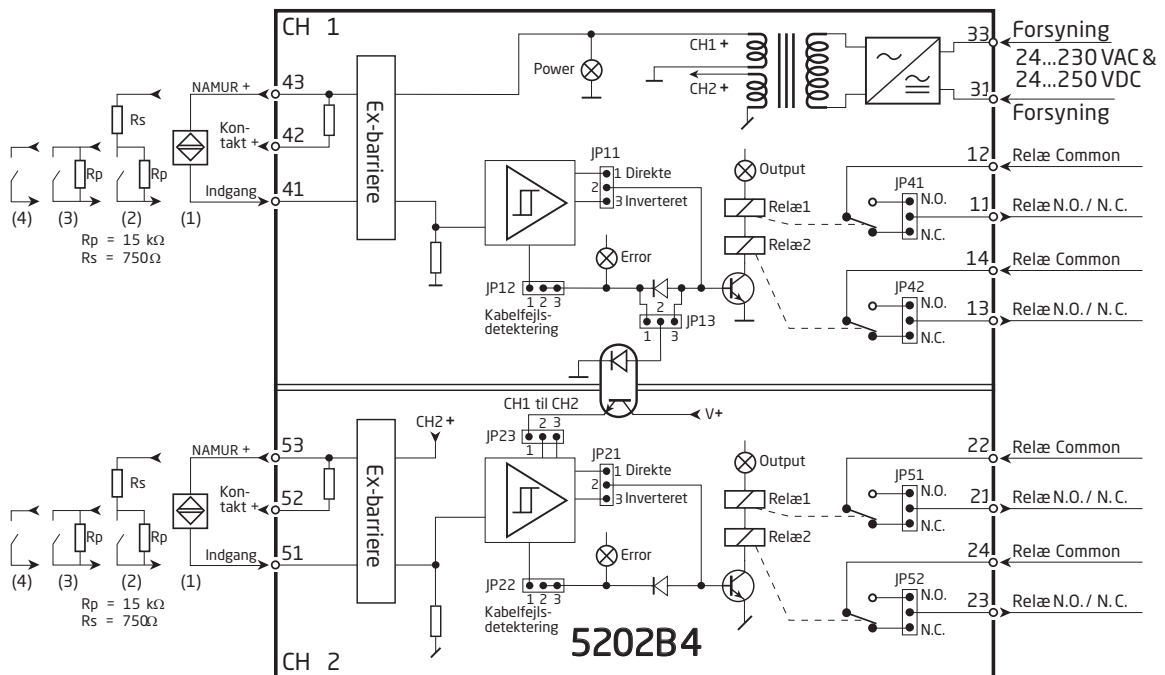 CH 1
33
Forsyning
24...230 VAC &
24...250 VDC
31
Forsyning
CH1 +
CH2 +
Power
NAMUR +
43
Ex-barriere
Rs
Kon-
takt +
42
Rp
Rp
Indgang
41
(4)
(3)
(2)
(1)
Rp = 15 kΩ
Rs = 750Ω
JP11
1 Direkte
2
3 Inverteret
Output
Relæ1
Relæ2
12
Relæ Common
JP41
N.O.
11
Relæ N.O. / N.C.
N.C.
14
Relæ Common
JP42
N.O.
13
Relæ N.O. / N.C.
N.C.
Error
JP12
1 2 3
Kabelfejls-
detektering
2
1 3
JP13
CH1 til CH2
V+
CH2 +
JP23
2 3
1
NAMUR +
53
Ex-barriere
Rs
Kon-
takt +
52
Rp
Rp
Indgang
51
(4)
(3)
(2)
(1)
Rp = 15 kΩ
Rs = 750Ω
JP21
1 Direkte
2
3 Inverteret
Output
Relæ1
Relæ2
22
Relæ Common
JP51
N.O.
21
Relæ N.O. / N.C.
N.C.
24
Relæ Common
JP52
N.O.
23
Relæ N.O. / N.C.
N.C.
Error
JP22
1 2 3
Kabelfejls-
detektering
5202B4
CH 2